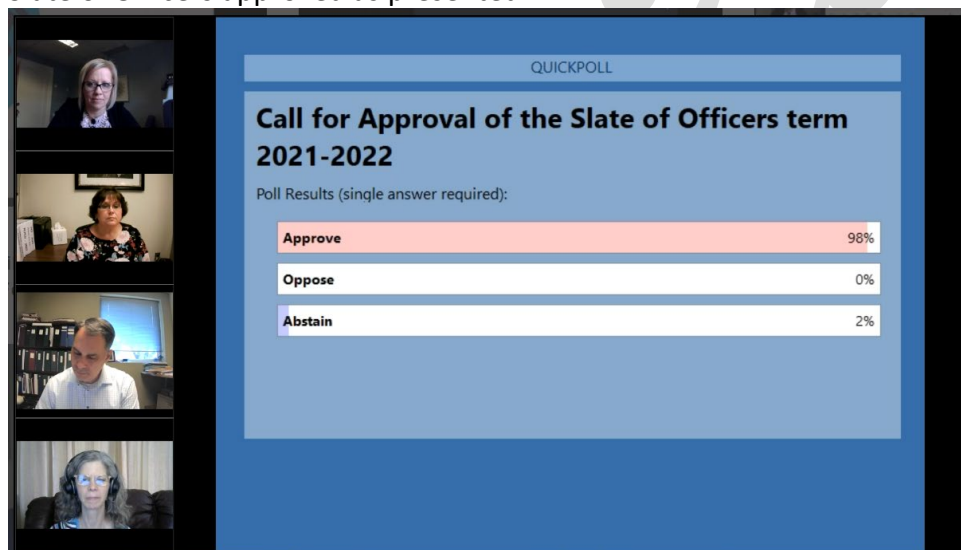 QUICKPOLL
Call for Approval of the Slate of Officers term
2021-2022
Poll Results (single answer required):
Approve 98%
Oppose 0%
Abstain 2%